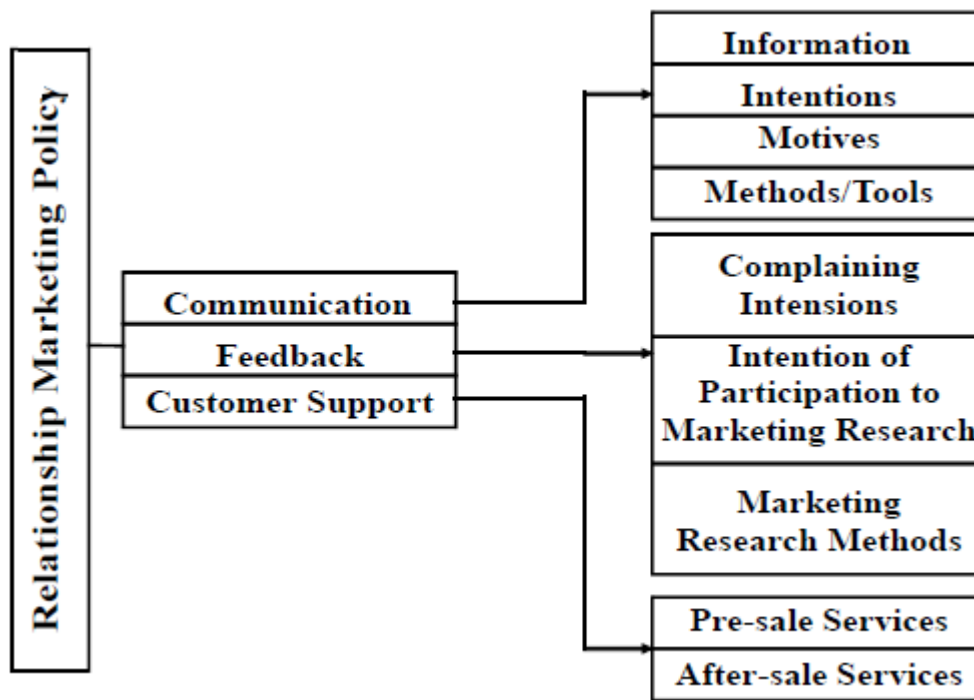 Relationship Marketing Policy
Communication
Feedback
Customer Support
Information
Intentions
Motives
Methods/Tools
Complaining
Intensions
Intention of
Participation to
Marketing Research
Marketing
Research Methods
Pre-sale Services
After-sale Services